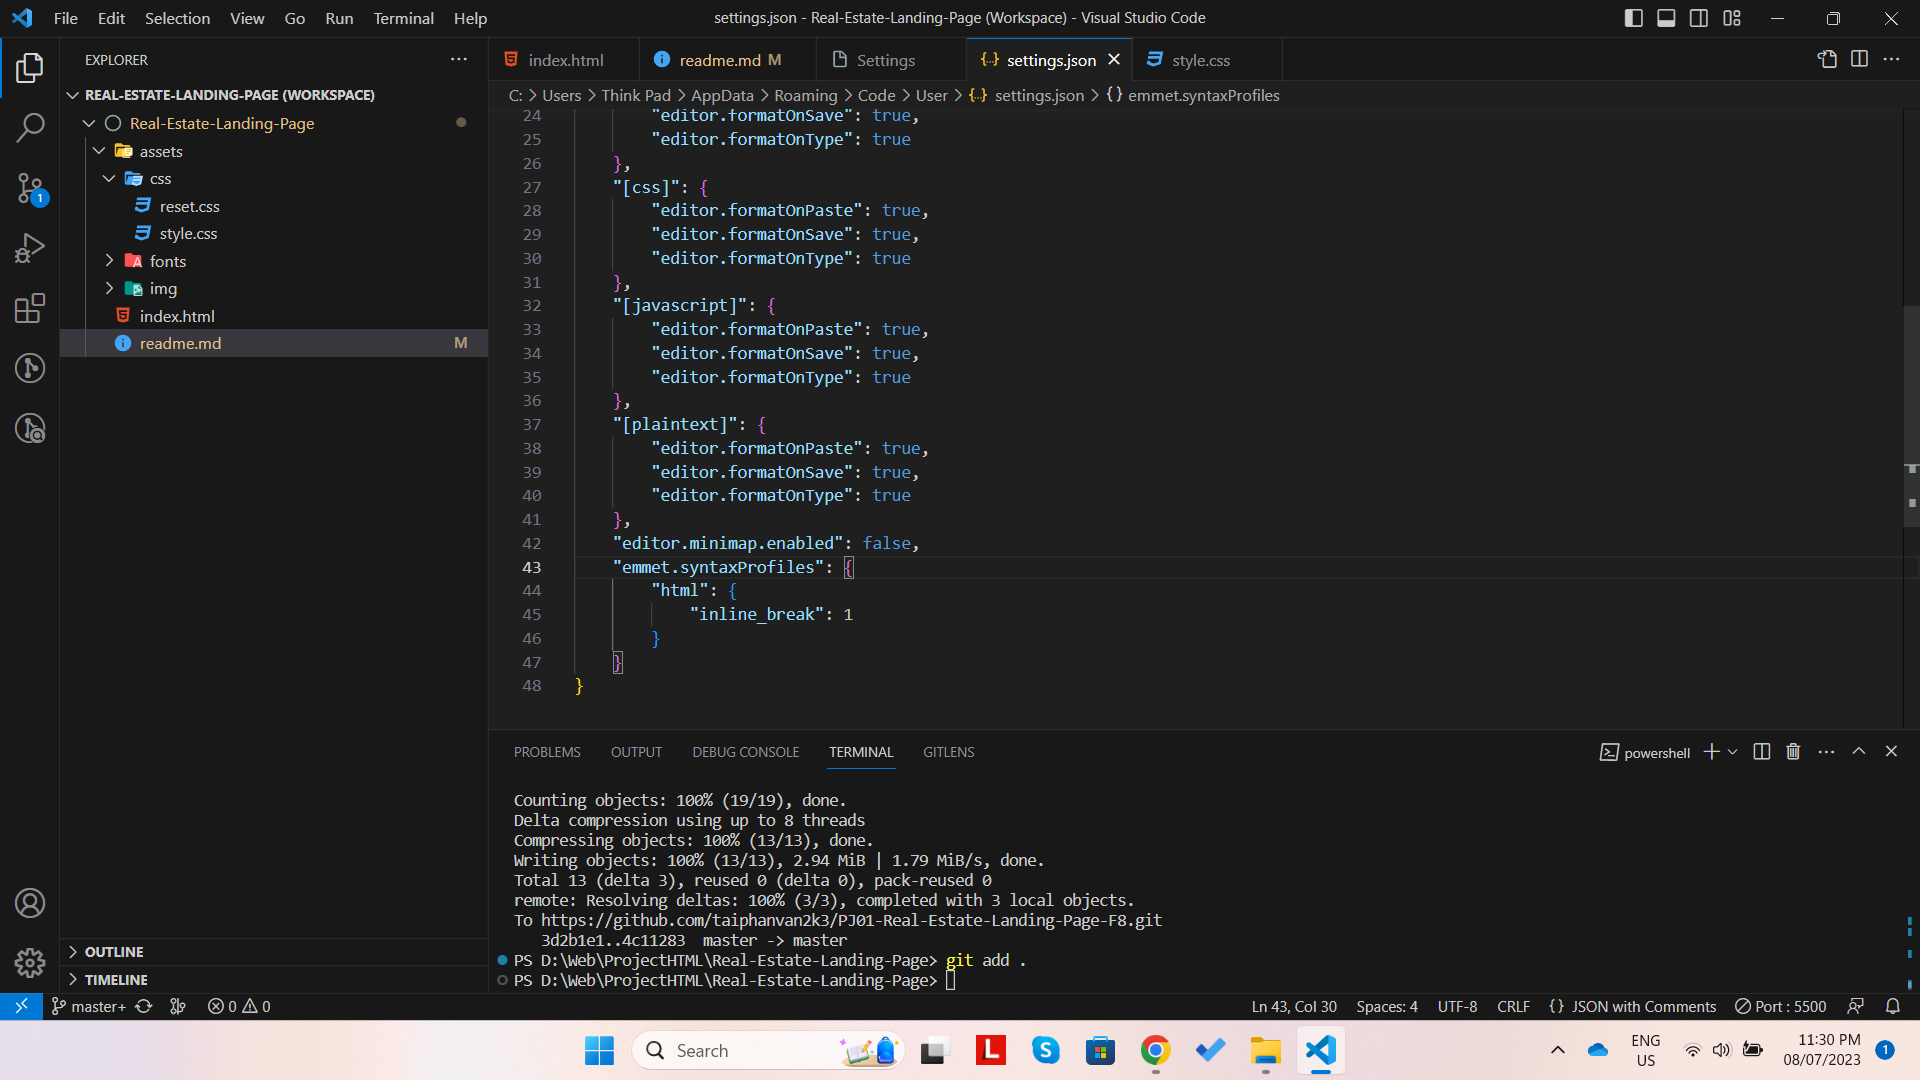 File Edit Selection View Go Run Terminal Help
settings.json - Real-Estate-Landing-Page (Workspace) - Visual Studio Code
EXPLORER
REAL-ESTATE-LANDING-PAGE (WORKSPACE)
Real-Estate-Landing-Page
assets
css
reset.css
style.css
fonts
img
index.html
readme.md M
OUTLINE
TIMELINE
1
index.html readme.md M Settings settings.json style.css
C: > Users > Think Pad > AppData > Roaming > Code > User > {..} settings.json > {} emmet.syntaxProfiles
24 "editor.formatOnSave": true,
25 "editor.formatOnType": true
26 },
27 "[css]": {
28 "editor.formatOnPaste": true,
29 "editor.formatOnSave": true,
30 "editor.formatOnType": true
31 },
32 "[javascript]": {
33 "editor.formatOnPaste": true,
34 "editor.formatOnSave": true,
35 "editor.formatOnType": true
36 },
37 "[plaintext]": {
38 "editor.formatOnPaste": true,
39 "editor.formatOnSave": true,
40 "editor.formatOnType": true
41 },
42 "editor.minimap.enabled": false,
43 "emmet.syntaxProfiles": {
44 "html": {
45 "inline_break": 1
46 }
47 }
48 }
PROBLEMS OUTPUT DEBUG CONSOLE TERMINAL GITLENS
powershell
Counting objects: 100% (19/19), done.
Delta compression using up to 8 threads
Compressing objects: 100% (13/13), done.
Writing objects: 100% (13/13), 2.94 MiB | 1.79 MiB/s, done.
Total 13 (delta 3), reused 0 (delta 0), pack-reused 0
remote: Resolving deltas: 100% (3/3), completed with 3 local objects.
To https://github.com/taiphanvan2k3/PJ01-Real-Estate-Landing-Page-F8.git
3d2b1e1..4c11283 master -> master
PS D:\Web\ProjectHTML\Real-Estate-Landing-Page> git add .
PS D:\Web\ProjectHTML\Real-Estate-Landing-Page>
master+ 0 0 Ln 43, Col 30 Spaces: 4 UTF-8 CRLF {} JSON with Comments Port : 5500
Search
L
S
ENG
US
11:30 PM
08/07/2023
1